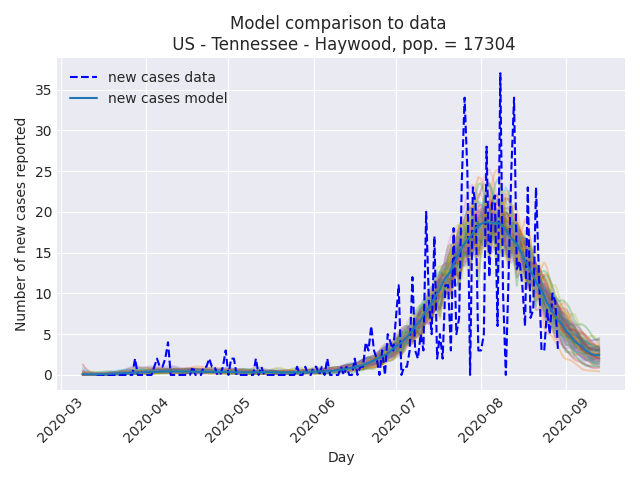 Model comparison to data
US - Tennessee - Haywood, pop. = 17304
new cases data
new cases model
Number of new cases reported
35
30
25
20
15
10
5
0
2020-03
2020-04
2020-05
2020-06
2020-07
2020-08
2020-09
Day